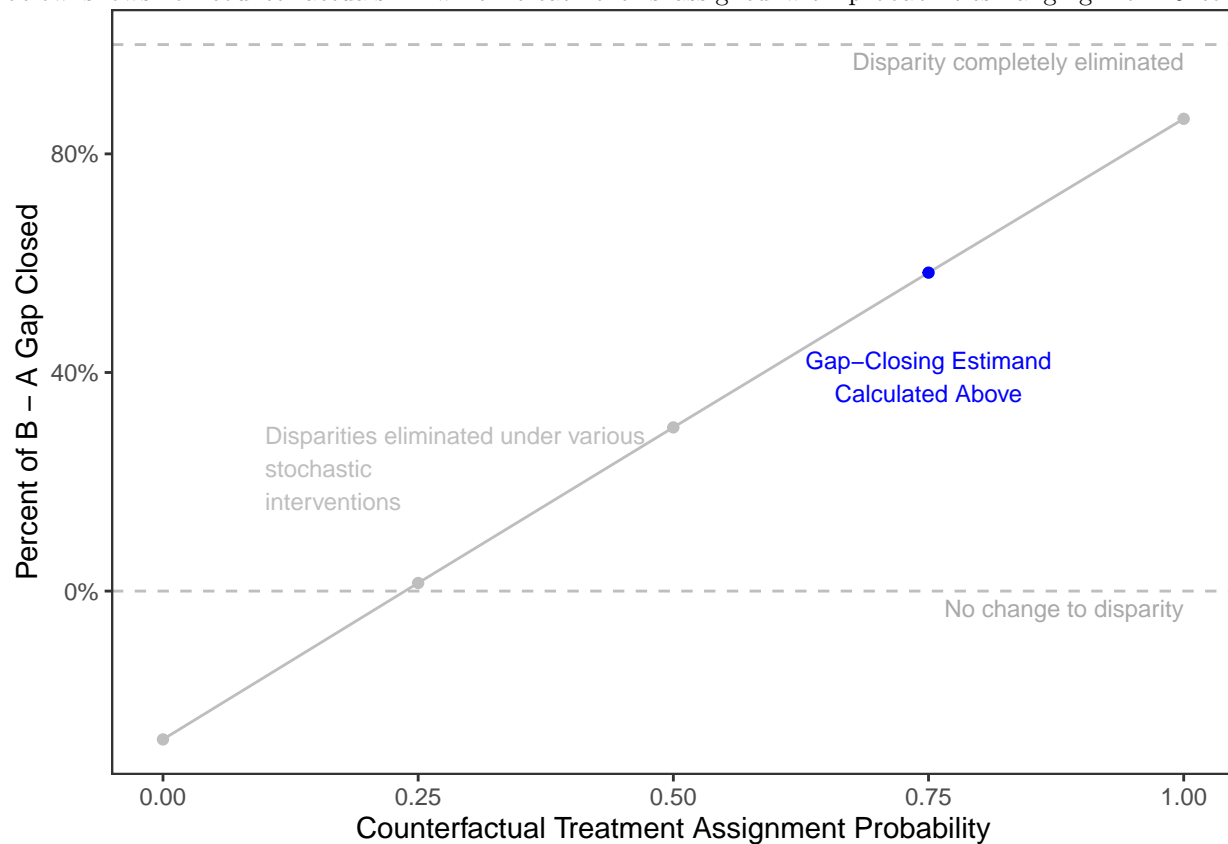 Disparity completely eliminated
80%
Percent of B − A Gap Closed
40%
Gap−Closing Estimand
Calculated Above
Disparities eliminated under various
stochastic
interventions
0%
No change to disparity
0.00 0.25 0.50 0.75 1.00
Counterfactual Treatment Assignment Probability